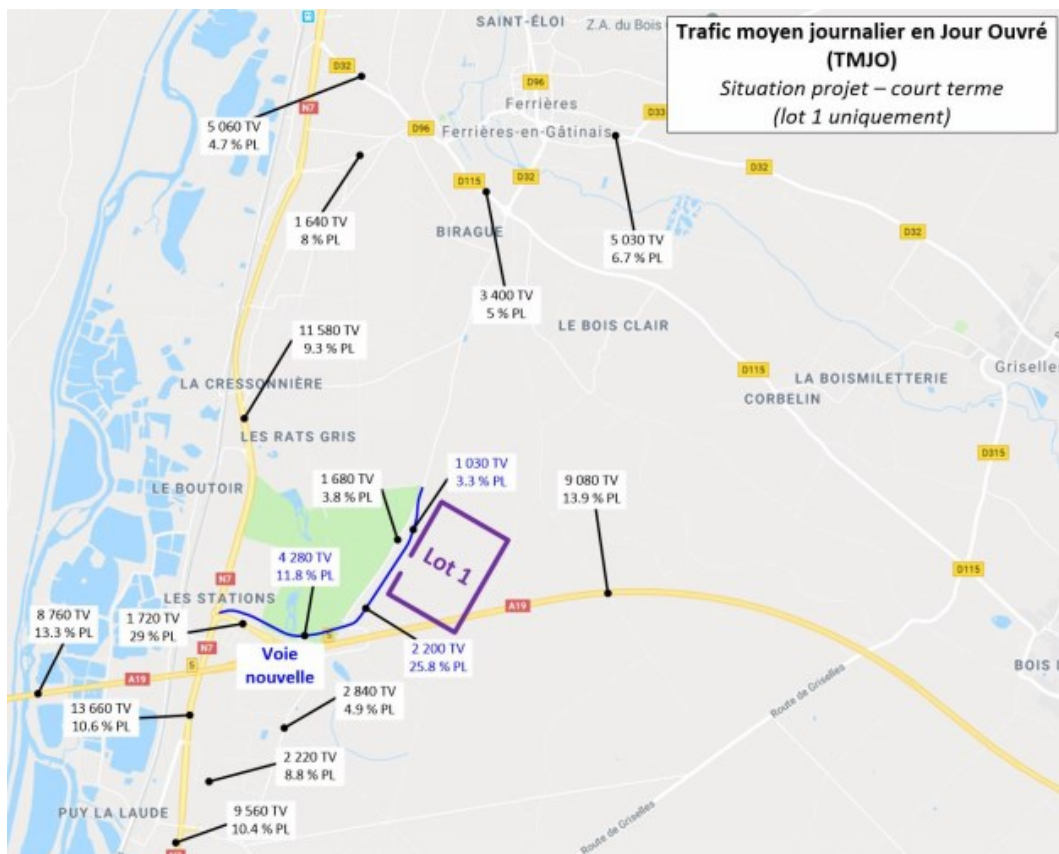 Trafic moyen journalier en Jour Ouvré
(TMJO)
Situation projet – court terme
(lot 1 uniquement)
SAINT-ÉLOI
Z.A. du Bois
D32
N7
D96
Ferrières
D33
5 060 TV
4.7 % PL
D96
Ferrières-en-Gâtinais
D32
D115
D32
1 640 TV
8 % PL
BIRAGUE
5 030 TV
6.7 % PL
D32
3 400 TV
5 % PL
LE BOIS CLAIR
11 580 TV
9.3 % PL
LA CRESSONNIÈRE
D115
LA BOISMILETTERIE
CORBELIN
Griselle
LES RATS GRIS
D315
LE BOUTOIR
1 680 TV
3.8 % PL
1 030 TV
3.3 % PL
9 080 TV
13.9 % PL
Lot 1
4 280 TV
11.8 % PL
N7
LES STATIONS
D115
A19
8 760 TV
13.3 % PL
1 720 TV
29 % PL
N7
5
5
Voie
nouvelle
2 200 TV
25.8 % PL
A19
BOIS
2 840 TV
4.9 % PL
13 660 TV
10.6 % PL
Route de Griselles
2 220 TV
8.8 % PL
PUY LA LAUDE
9 560 TV
10.4 % PL
Route de Griselles